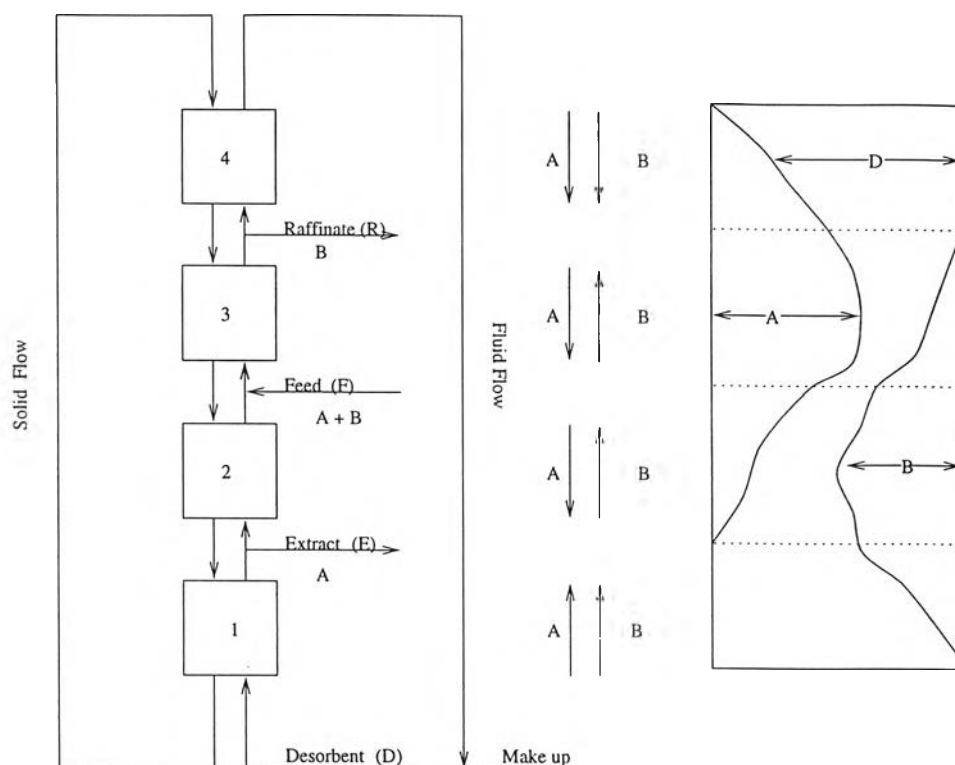 4
Raffinate (R)
B
3
Feed (F)
A + B
2
Extract (E)
A
1
Desorbent (D)
Make up
Solid Flow
Fluid Flow
A B
A B
A B
A B
D
A
B